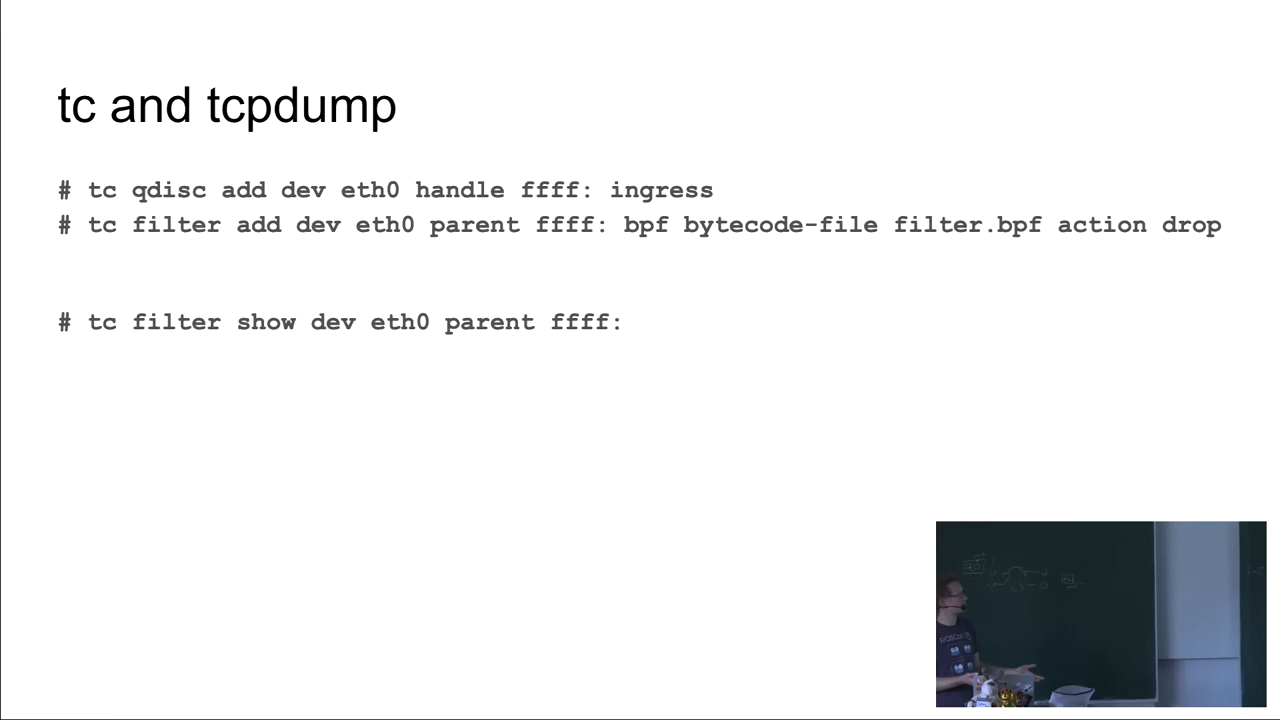 tc and tcpdump
# tc qdisc add dev eth0 handle ffff: ingress
# tc filter add dev eth0 parent ffff: bpf bytecode-file filter.bpf action drop
# tc filter show dev eth0 parent ffff: